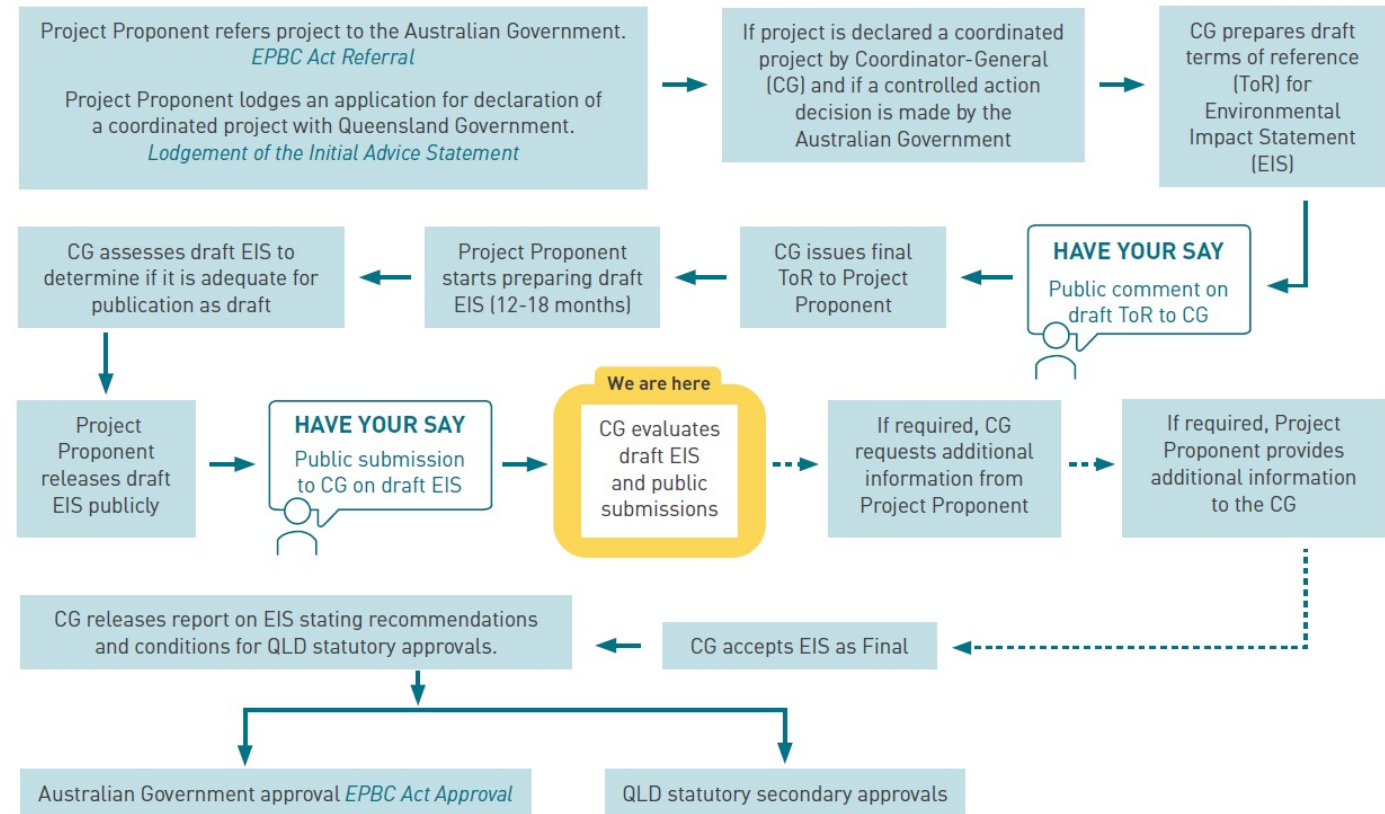 Project Proponent refers project to the Australian Government.
EPBC Act Referral
Project Proponent lodges an application for declaration of
a coordinated project with Queensland Government.
Lodgement of the Initial Advice Statement
If project is declared a coordinated
project by Coordinator-General
(CG) and if a controlled action
decision is made by the
Australian Government
CG prepares draft
terms of reference
(ToR) for
Environmental
Impact Statement
(EIS)
HAVE YOUR SAY
Public comment on
draft ToR to CG
CG issues final
ToR to Project
Proponent
Project Proponent
starts preparing draft
EIS (12-18 months)
CG assesses draft EIS to
determine if it is adequate for
publication as draft
Project
Proponent
releases draft
EIS publicly
HAVE YOUR SAY
Public submission
to CG on draft EIS
We are here
CG evaluates
draft EIS
and public
submissions
If required, CG
requests additional
information from
Project Proponent
If required, Project
Proponent provides
additional information
to the CG
CG accepts EIS as Final
CG releases report on EIS stating recommendations
and conditions for QLD statutory approvals.
Australian Government approval EPBC Act Approval
QLD statutory secondary approvals